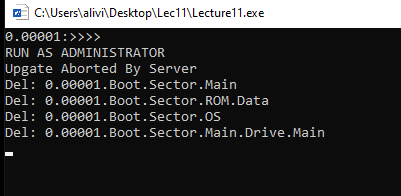 C:\Users\alivi\Desktop\Lec11\Lecture11.exe
0.00001:>>>>
RUN AS ADMINISTRATOR
Upgate Aborted By Server
Del: 0.00001.Boot.Sector.Main
Del: 0.00001.Boot.Sector.ROM.Data
Del: 0.00001.Boot.Sector.OS
Del: 0.00001.Boot.Sector.Main.Drive.Main